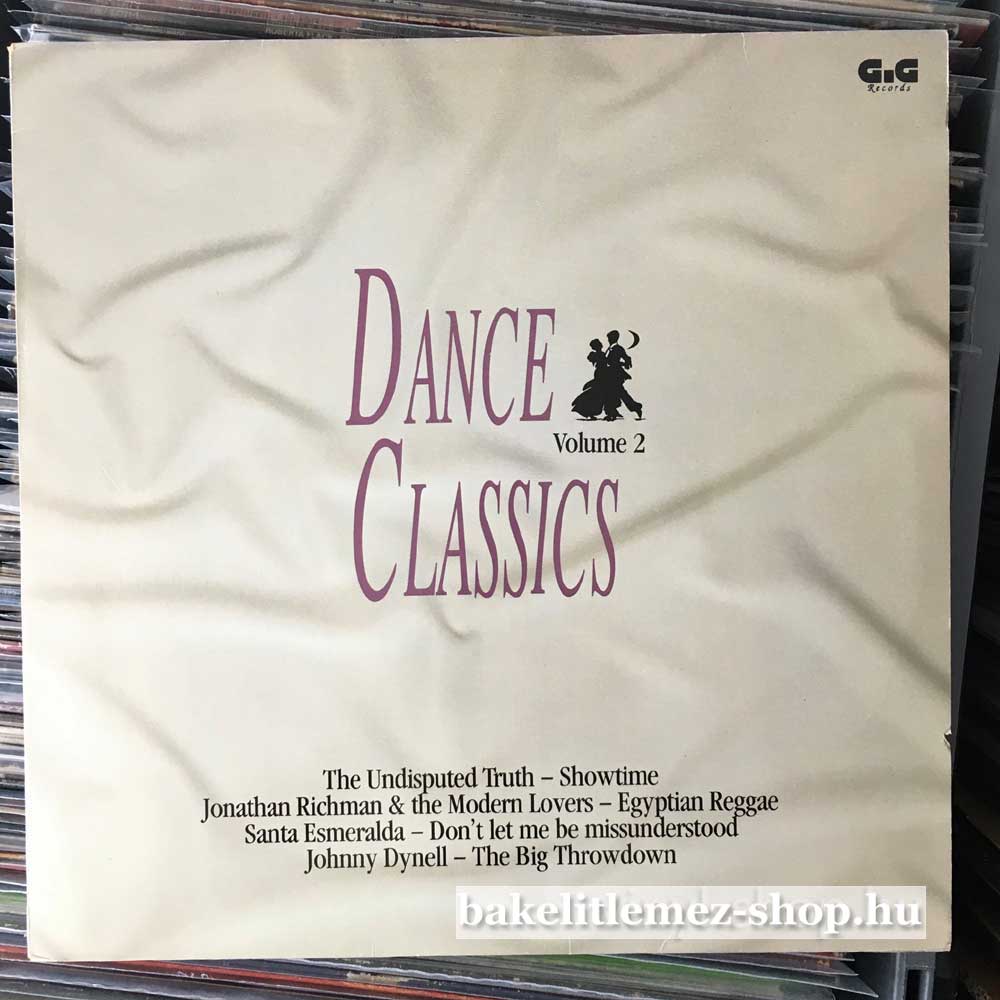 GIG
Records
DANCE
Volume 2
CLASSICS
The Undisputed Truth – Showtime
Jonathan Richman & the Modern Lovers – Egyptian Reggae
Santa Esmeralda – Don't let me be missunderstood
Johnny Dynell – The Big Throwdown
bakelitlemez-shop.hu